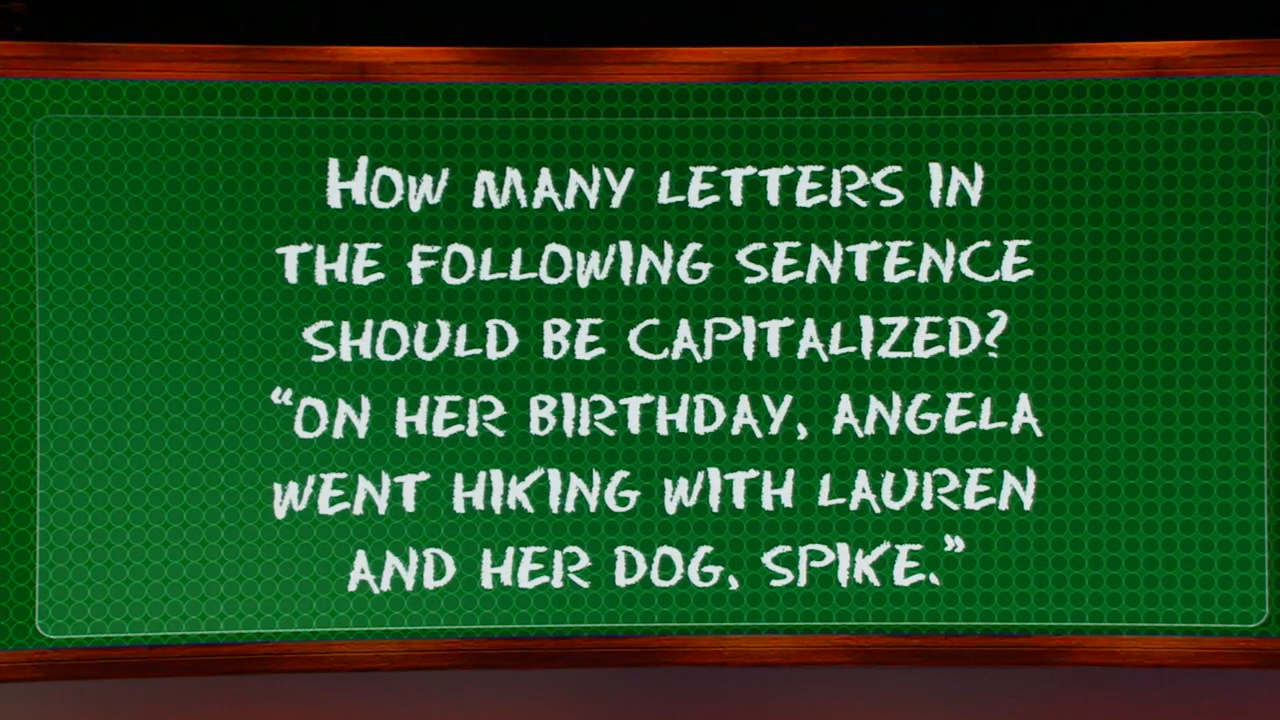 How many letters in
the following sentence
should be capitalized?
“on her birthday, angela
went hiking with lauren
and her dog, spike.”